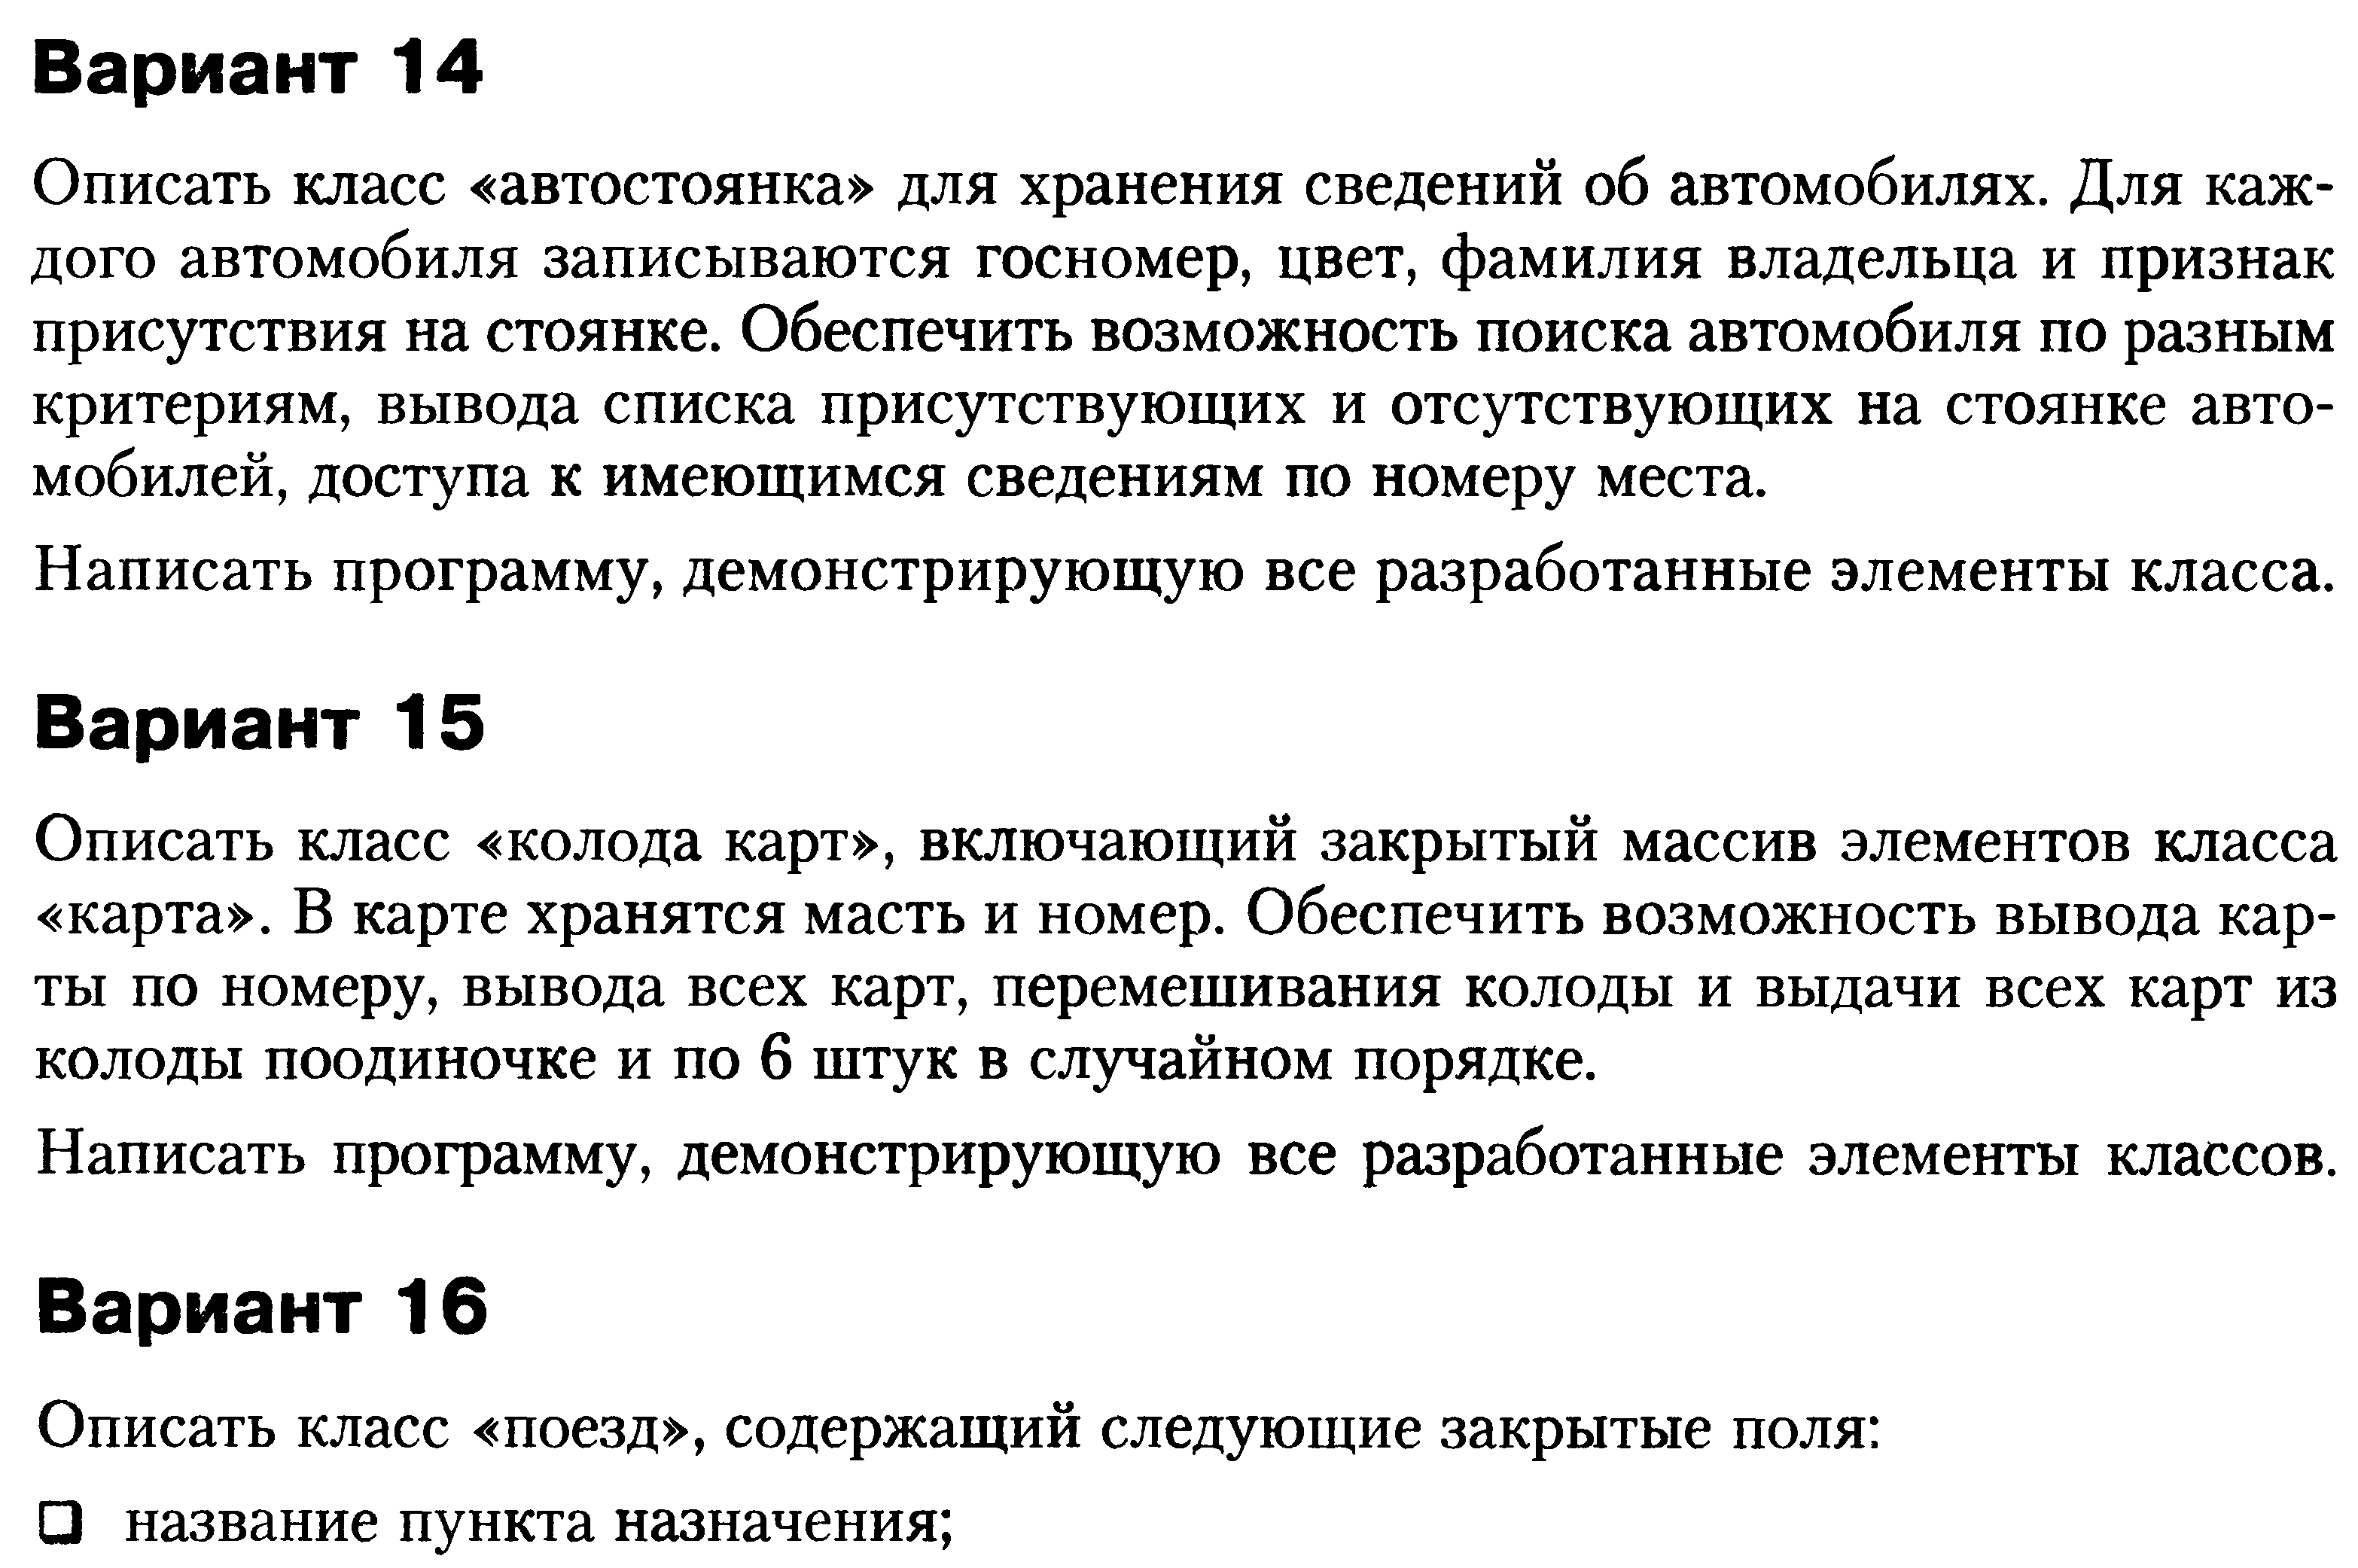 Вариант 14
Описать класс «автостоянка» для хранения сведений об автомобилях. Для каж-
дого автомобиля записываются госномер, цвет, фамилия владельца и признак
присутствия на стоянке. Обеспечить возможность поиска автомобиля по разным
критериям, вывода списка присутствующих и отсутствующих на стоянке авто-
мобилей, доступа к имеющимся сведениям по номеру места.
Написать программу, демонстрирующую все разработанные элементы класса.
Вариант 15
Описать класс «колода карт», включающий закрытый массив элементов класса
«карта». В карте хранятся масть и номер. Обеспечить возможность вывода кар-
ты по номеру, вывода всех карт, перемешивания колоды и выдачи всех карт из
колоды поодиночке и по 6 штук в случайном порядке.
Написать программу, демонстрирующую все разработанные элементы классов.
Вариант 16
Описать класс «поезд», содержащий следующие закрытые поля:
❑ название пункта назначения;